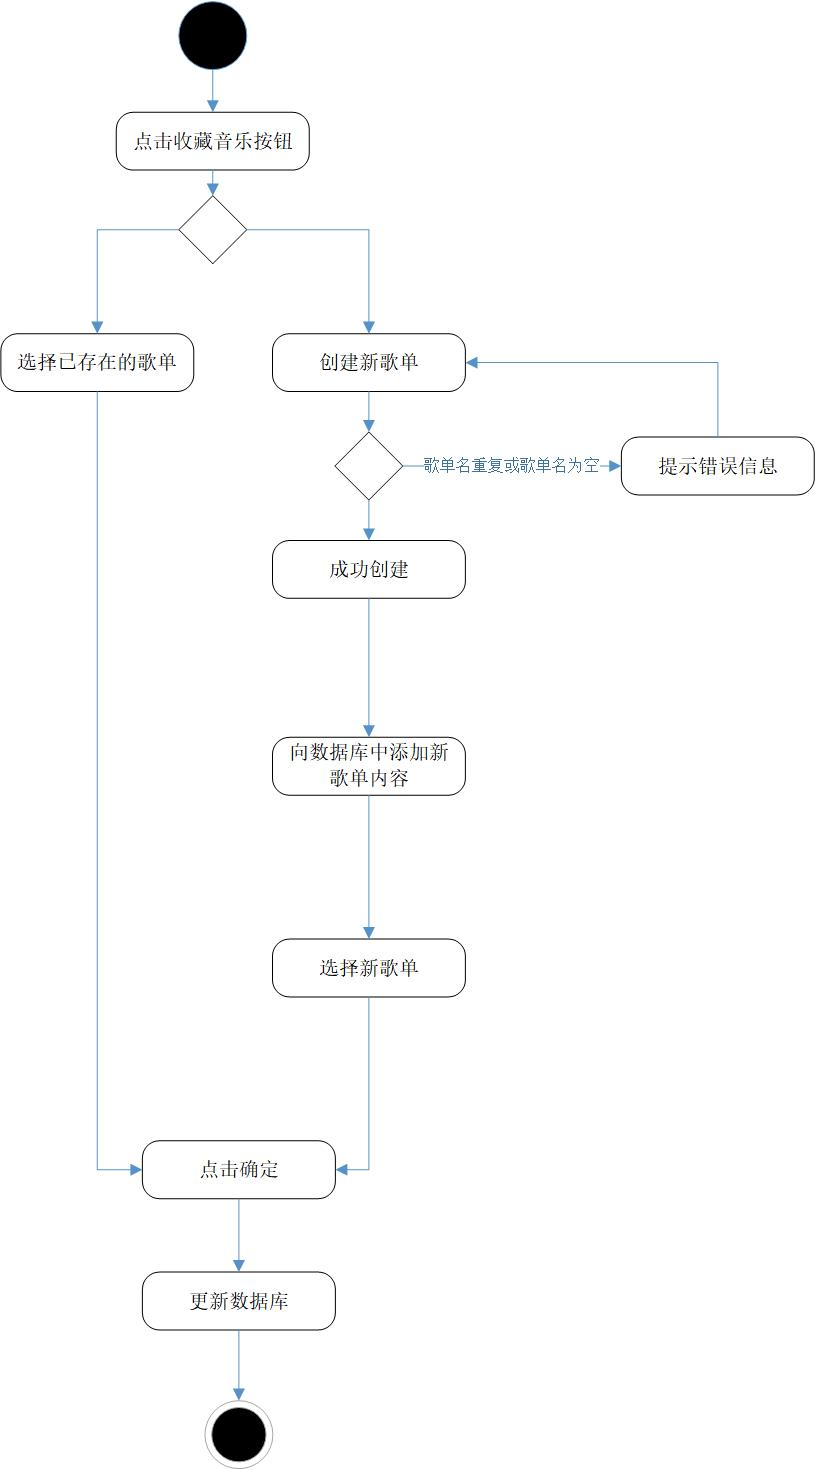 点击收藏音乐按钮
选择已存在的歌单
创建新歌单
歌单名重复或歌单名为空
提示错误信息
成功创建
向数据库中添加新
歌单内容
选择新歌单
点击确定
更新数据库